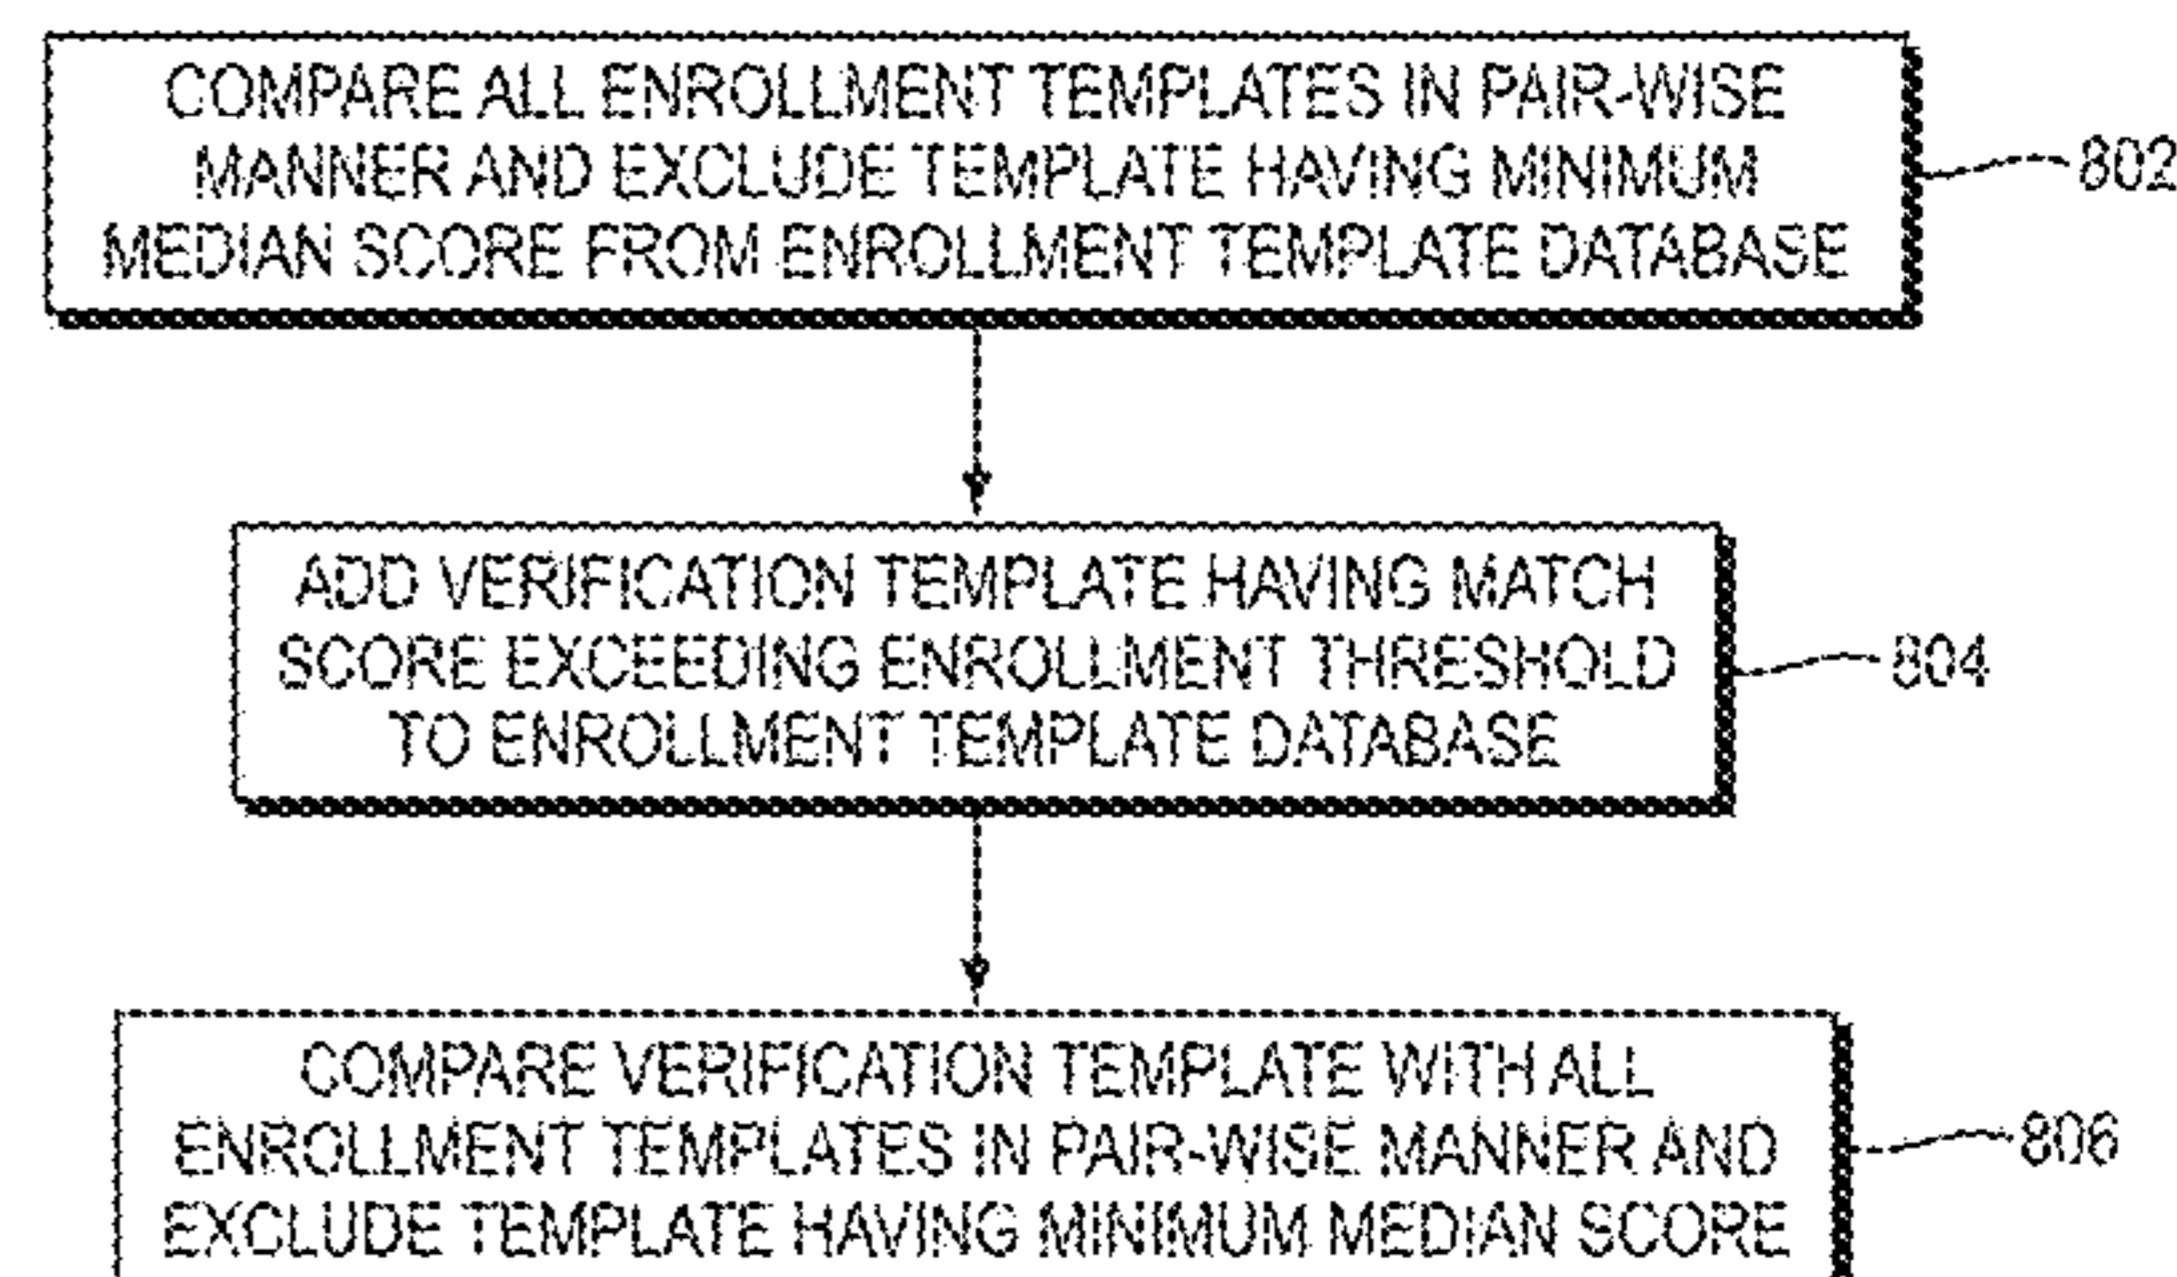 COMPARE ALL ENROLLMENT TEMPLATES IN PAIR-WISE
MANNER AND EXCLUDE TEMPLATE HAVING MINIMUM
MEDIAN SCORE FROM ENROLLMENT TEMPLATE DATABASE
802
ADD VERIFICATION TEMPLATE HAVING MATCH
SCORE EXCEEDING ENROLLMENT THRESHOLD
TO ENROLLMENT TEMPLATE DATABASE
804
COMPARE VERIFICATION TEMPLATE WITH ALL
ENROLLMENT TEMPLATES IN PAIR-WISE MANNER AND
EXCLUDE TEMPLATE HAVING MINIMUM MEDIAN SCORE
806